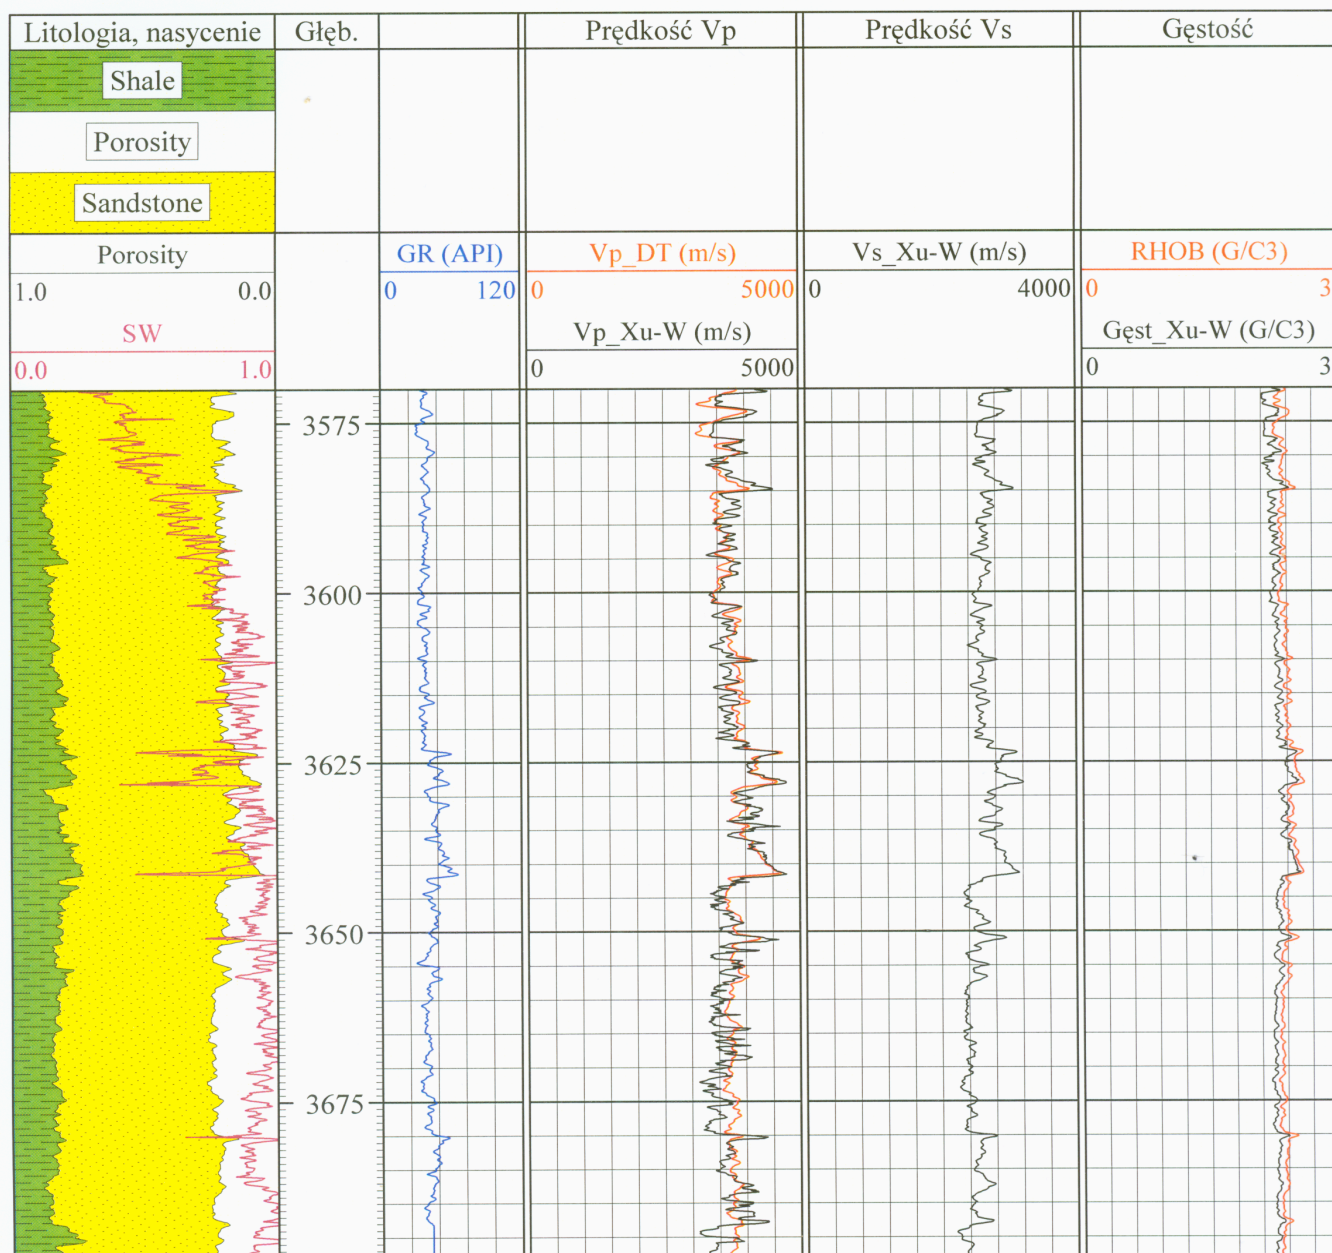 Litologia, nasycenie Głęb. Prędkość Vp Prędkość Vs Gęstość
Shale
Porosity
Sandstone
Porosity GR (API) Vp_DT (m/s) Vs_Xu-W (m/s) RHOB (G/C3)
1.0 0.0 0 120 0 5000 0 4000 0 3
SW Vp_Xu-W (m/s) Gęst_Xu-W (G/C3)
0.0 1.0 0 5000 0 3
3575
3600
3625
3650
3675